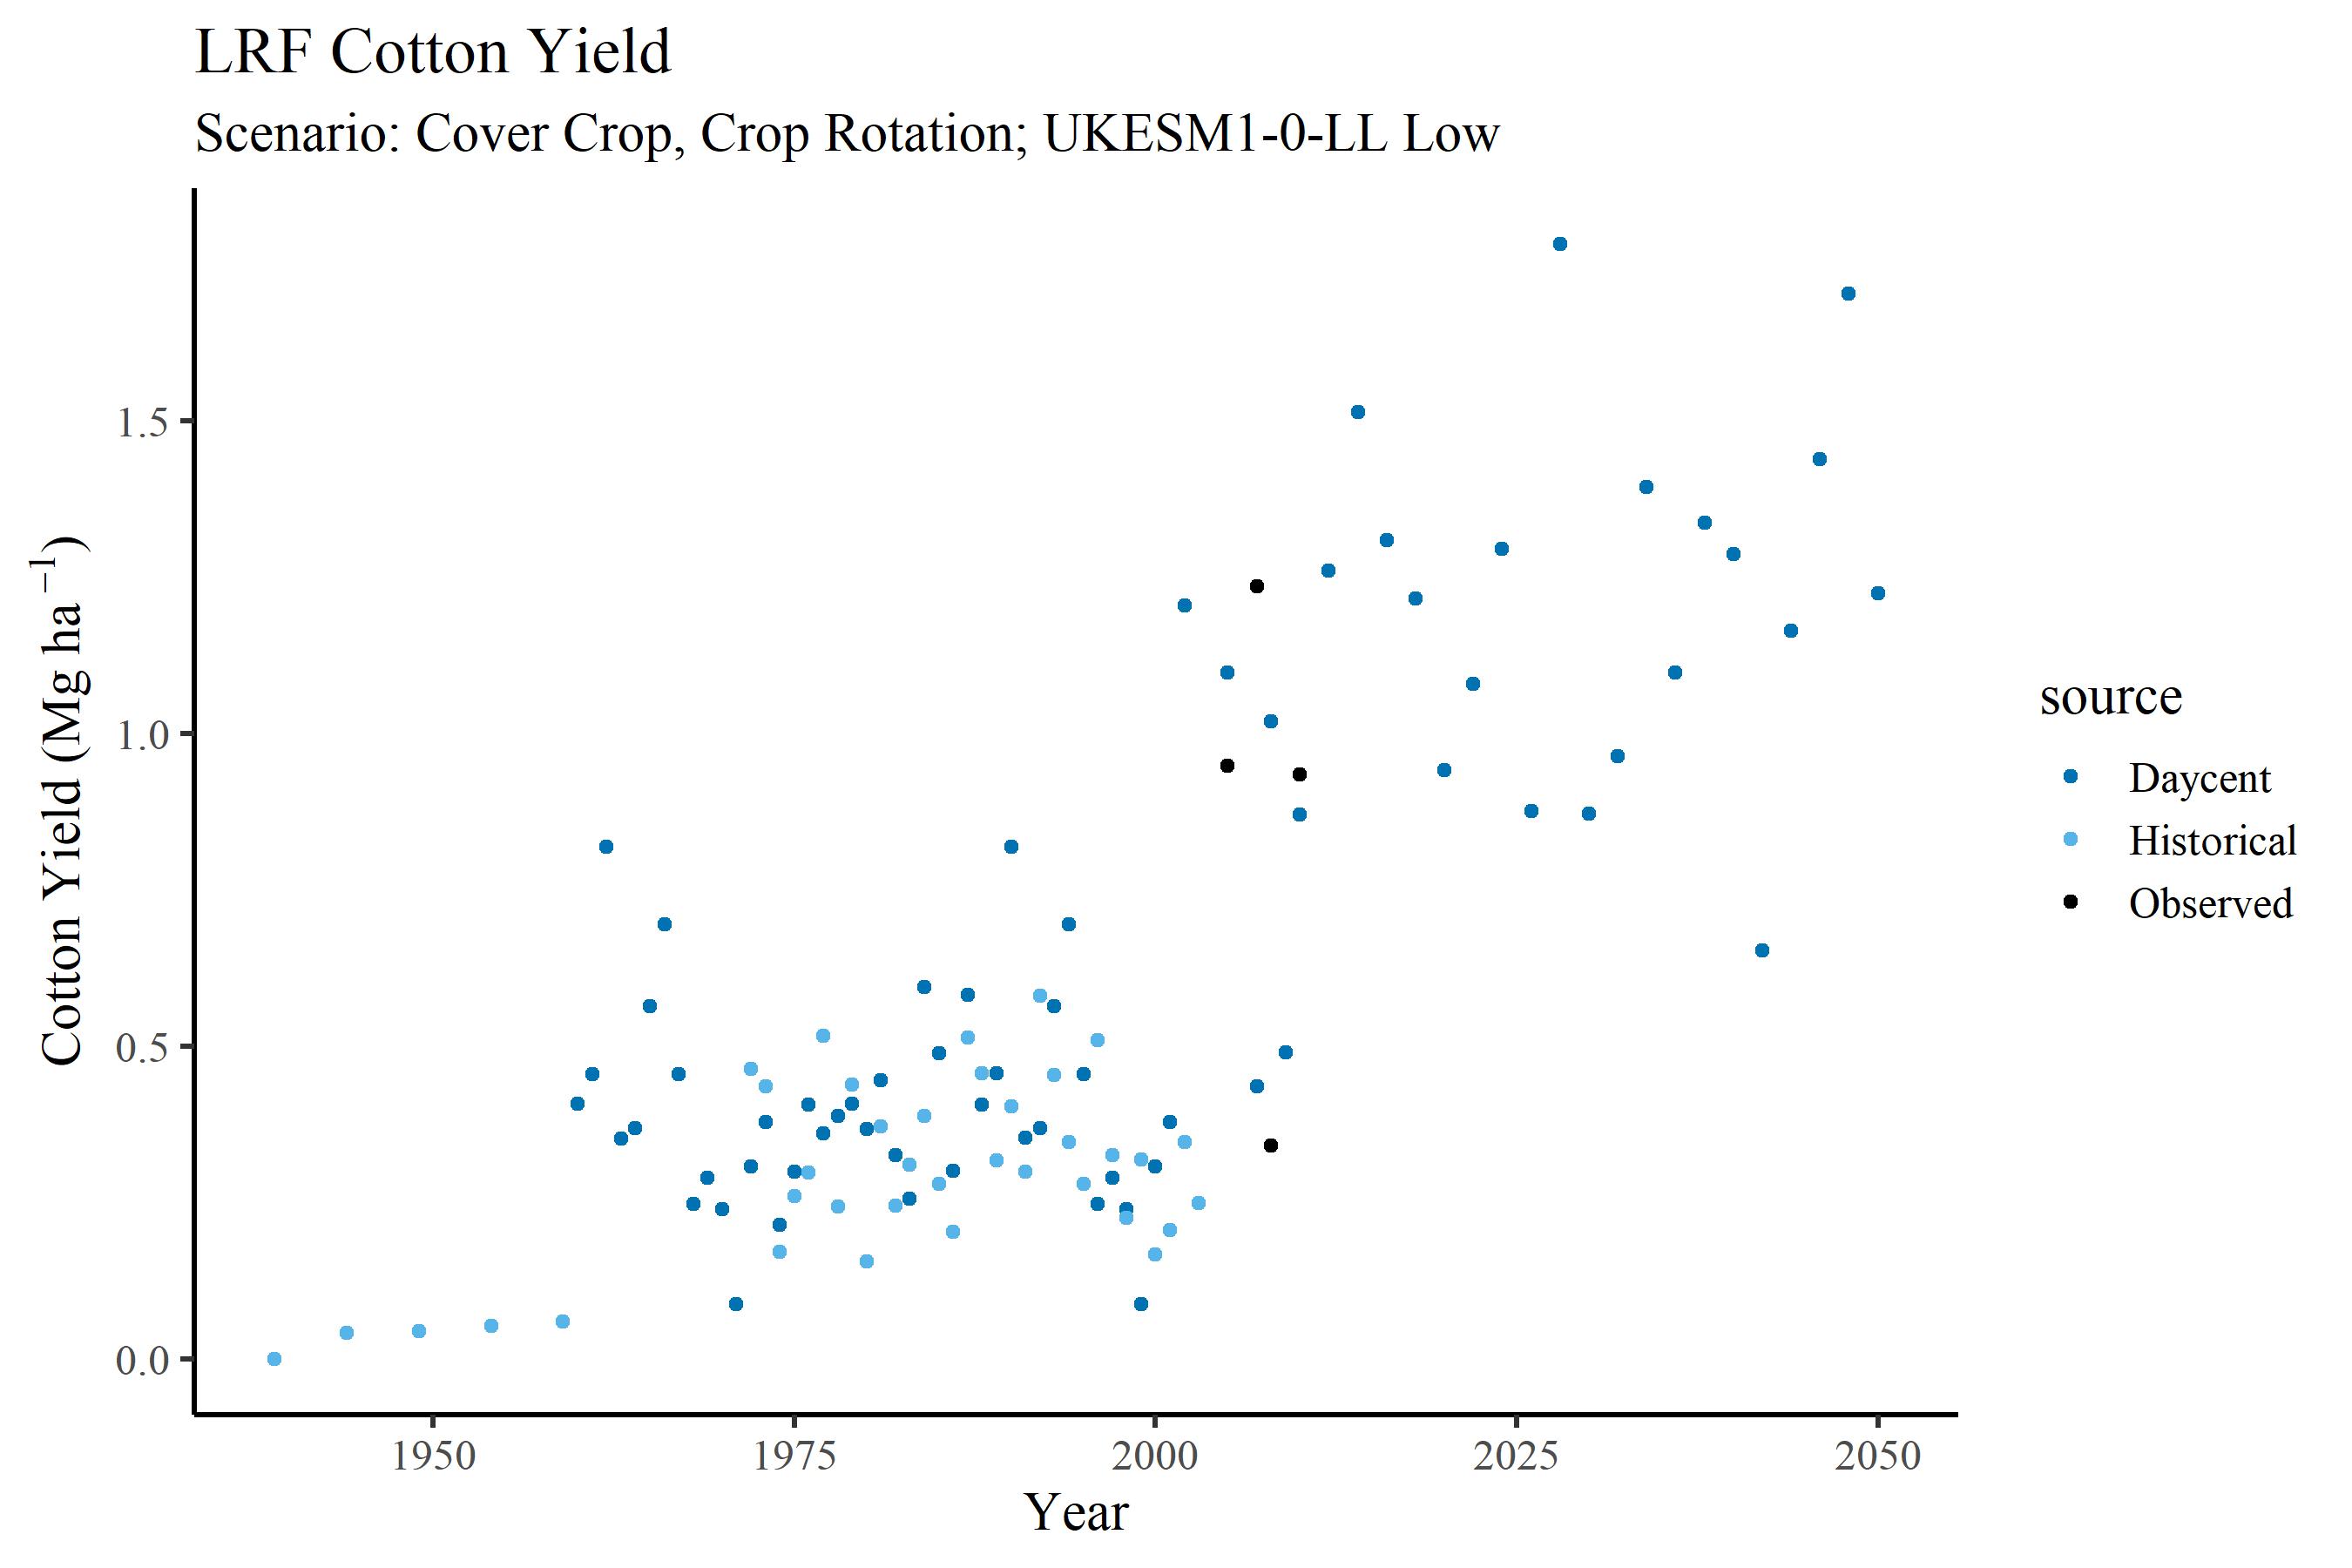 LRF Cotton Yield
Scenario: Cover Crop, Crop Rotation; UKESM1-0-LL Low
Cotton Yield (Mg ha −1)
1.5
1.0
0.5
0.0
1950 1975 2000 2025 2050
Year
source
Daycent
Historical
Observed